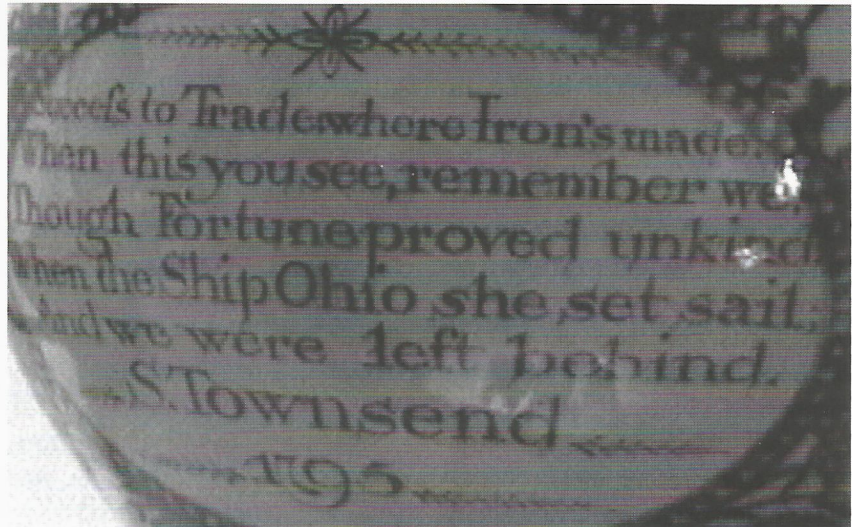 Succeſs to Trade where Iron's made,
When this you see, remember we,
Though Fortune proved unkind
When the Ship Ohio she set sail,
And we were left behind.
S. Townsend
1795